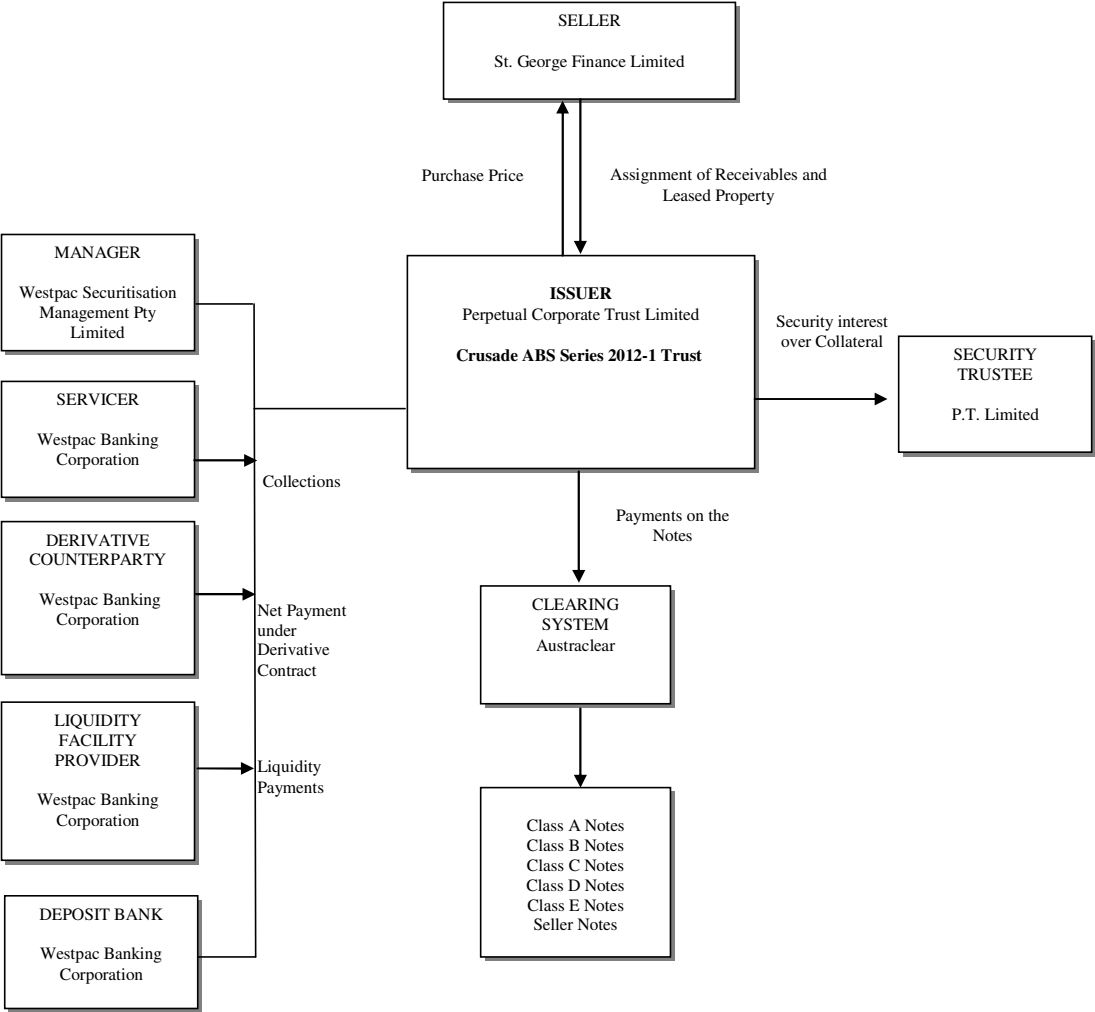 SELLER
St. George Finance Limited
Purchase Price
Assignment of Receivables and
Leased Property
MANAGER
Westpac Securitisation
Management Pty
Limited
ISSUER
Perpetual Corporate Trust Limited
Crusade ABS Series 2012-1 Trust
Security interest
over Collateral
SECURITY
TRUSTEE
P.T. Limited
SERVICER
Westpac Banking
Corporation
Collections
Payments on the
Notes
DERIVATIVE
COUNTERPARTY
Westpac Banking
Corporation
Net Payment
under
Derivative
Contract
CLEARING
SYSTEM
Austraclear
LIQUIDITY
FACILITY
PROVIDER
Westpac Banking
Corporation
Liquidity
Payments
Class A Notes
Class B Notes
Class C Notes
Class D Notes
Class E Notes
Seller Notes
DEPOSIT BANK
Westpac Banking
Corporation